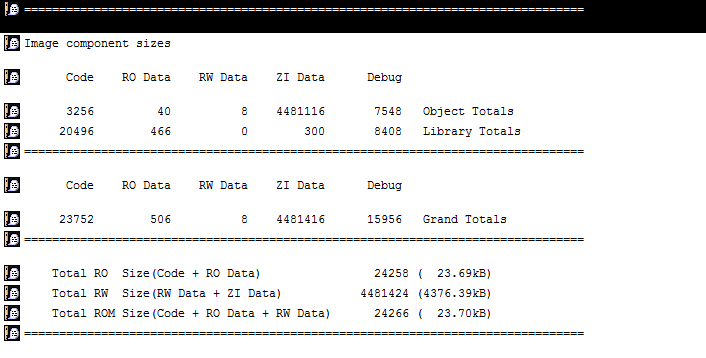 ================================================================================
Image component sizes
      Code    RO Data    RW Data    ZI Data      Debug
      3256         40          8    4481116       7548   Object Totals
     20496        466          0        300       8408   Library Totals
================================================================================
      Code    RO Data    RW Data    ZI Data      Debug
     23752        506          8    4481416      15956   Grand Totals
================================================================================
    Total RO  Size(Code + RO Data)                24258 (  23.69kB)
    Total RW  Size(RW Data + ZI Data)           4481424 (4376.39kB)
    Total ROM Size(Code + RO Data + RW Data)      24266 (  23.70kB)
================================================================================